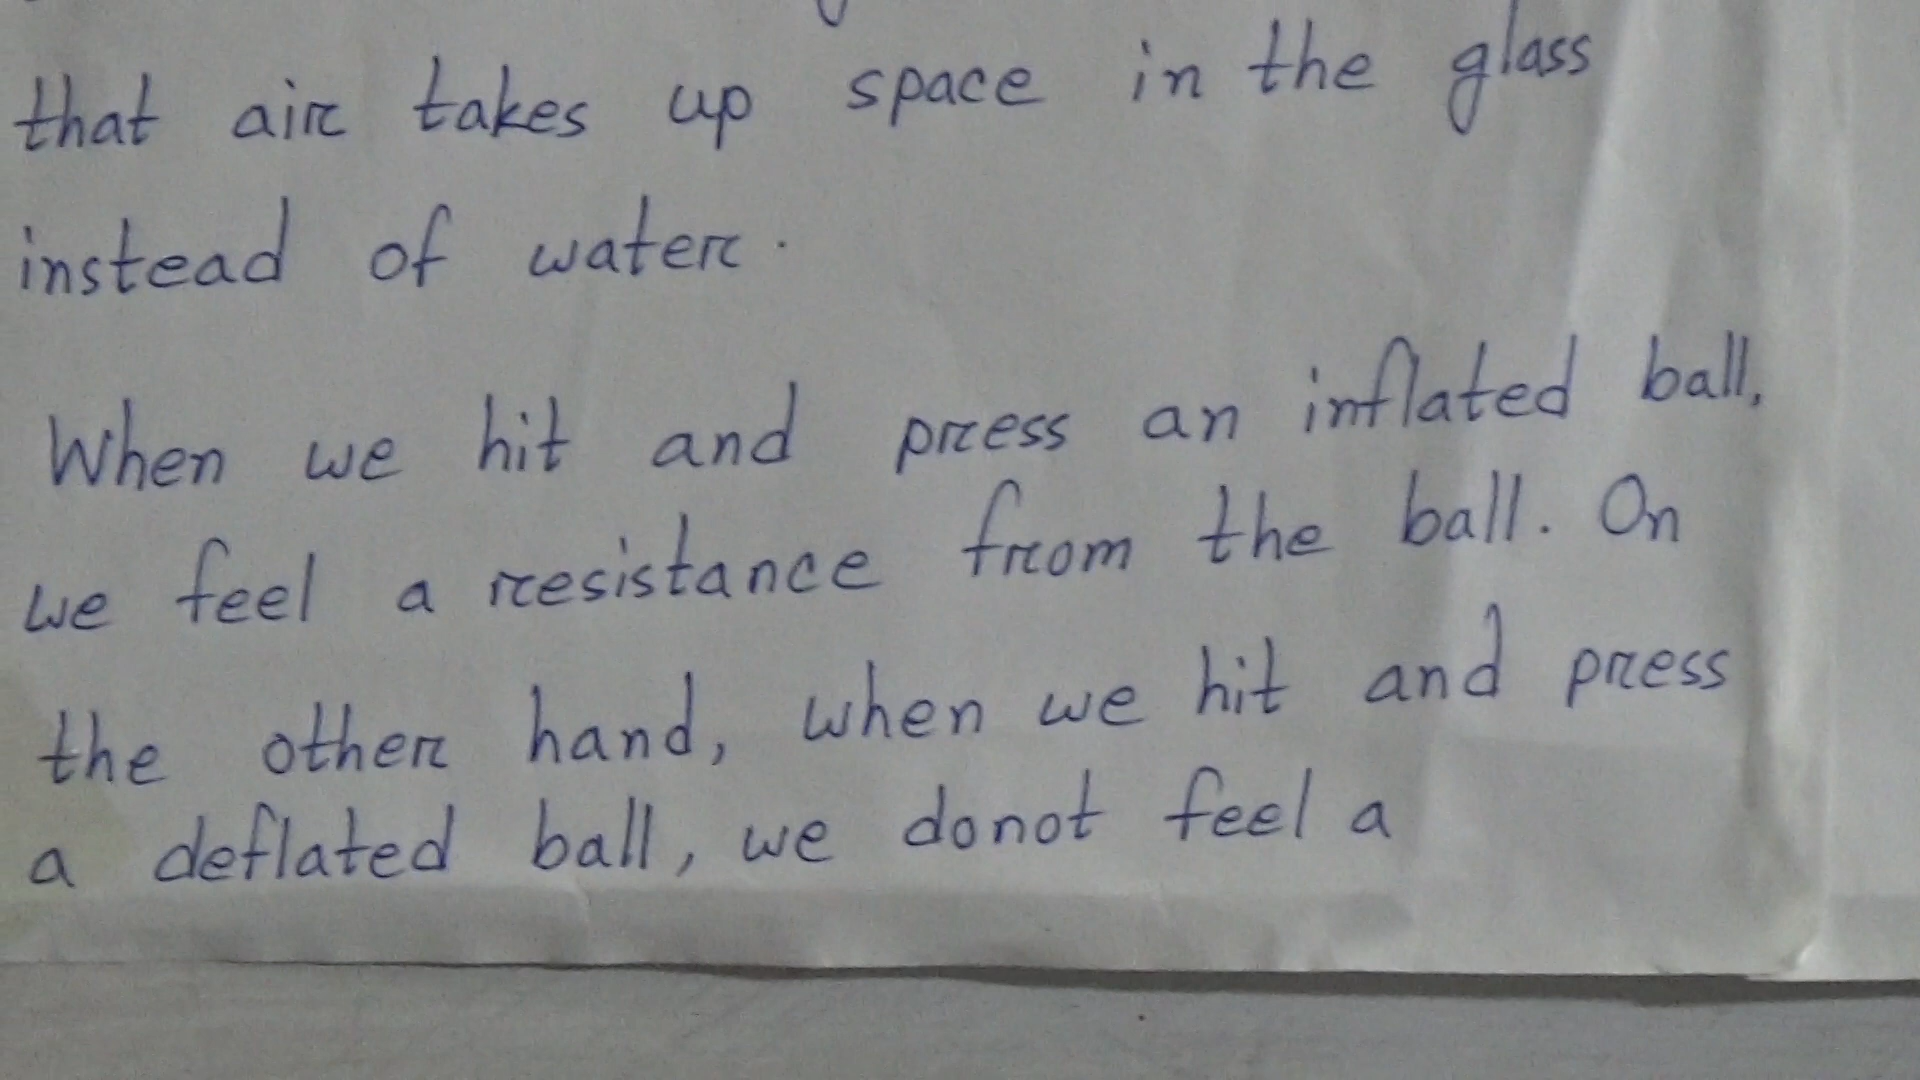 that air takes up space in the glass
instead of water.
When we hit and press an inflated ball,
we feel a resistance from the ball. On
the other hand, when we hit and press
a deflated ball, we donot feel a